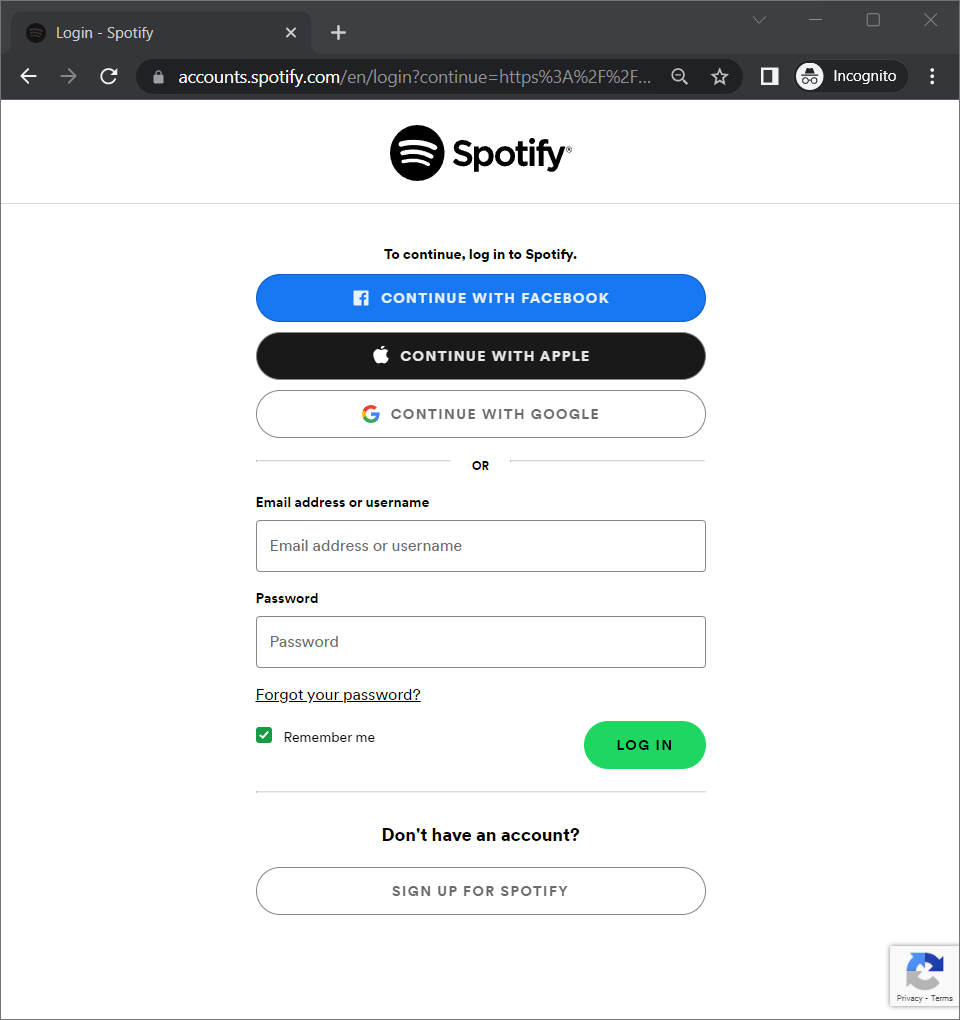 Login - Spotify
accounts.spotify.com/en/login?continue=https%3A%2F%2F...
Incognito
Spotify®
To continue, log in to Spotify.
CONTINUE WITH FACEBOOK
CONTINUE WITH APPLE
CONTINUE WITH GOOGLE
OR
Email address or username
Email address or username
Password
Password
Forgot your password?
Remember me
LOG IN
Don't have an account?
SIGN UP FOR SPOTIFY
Privacy - Terms